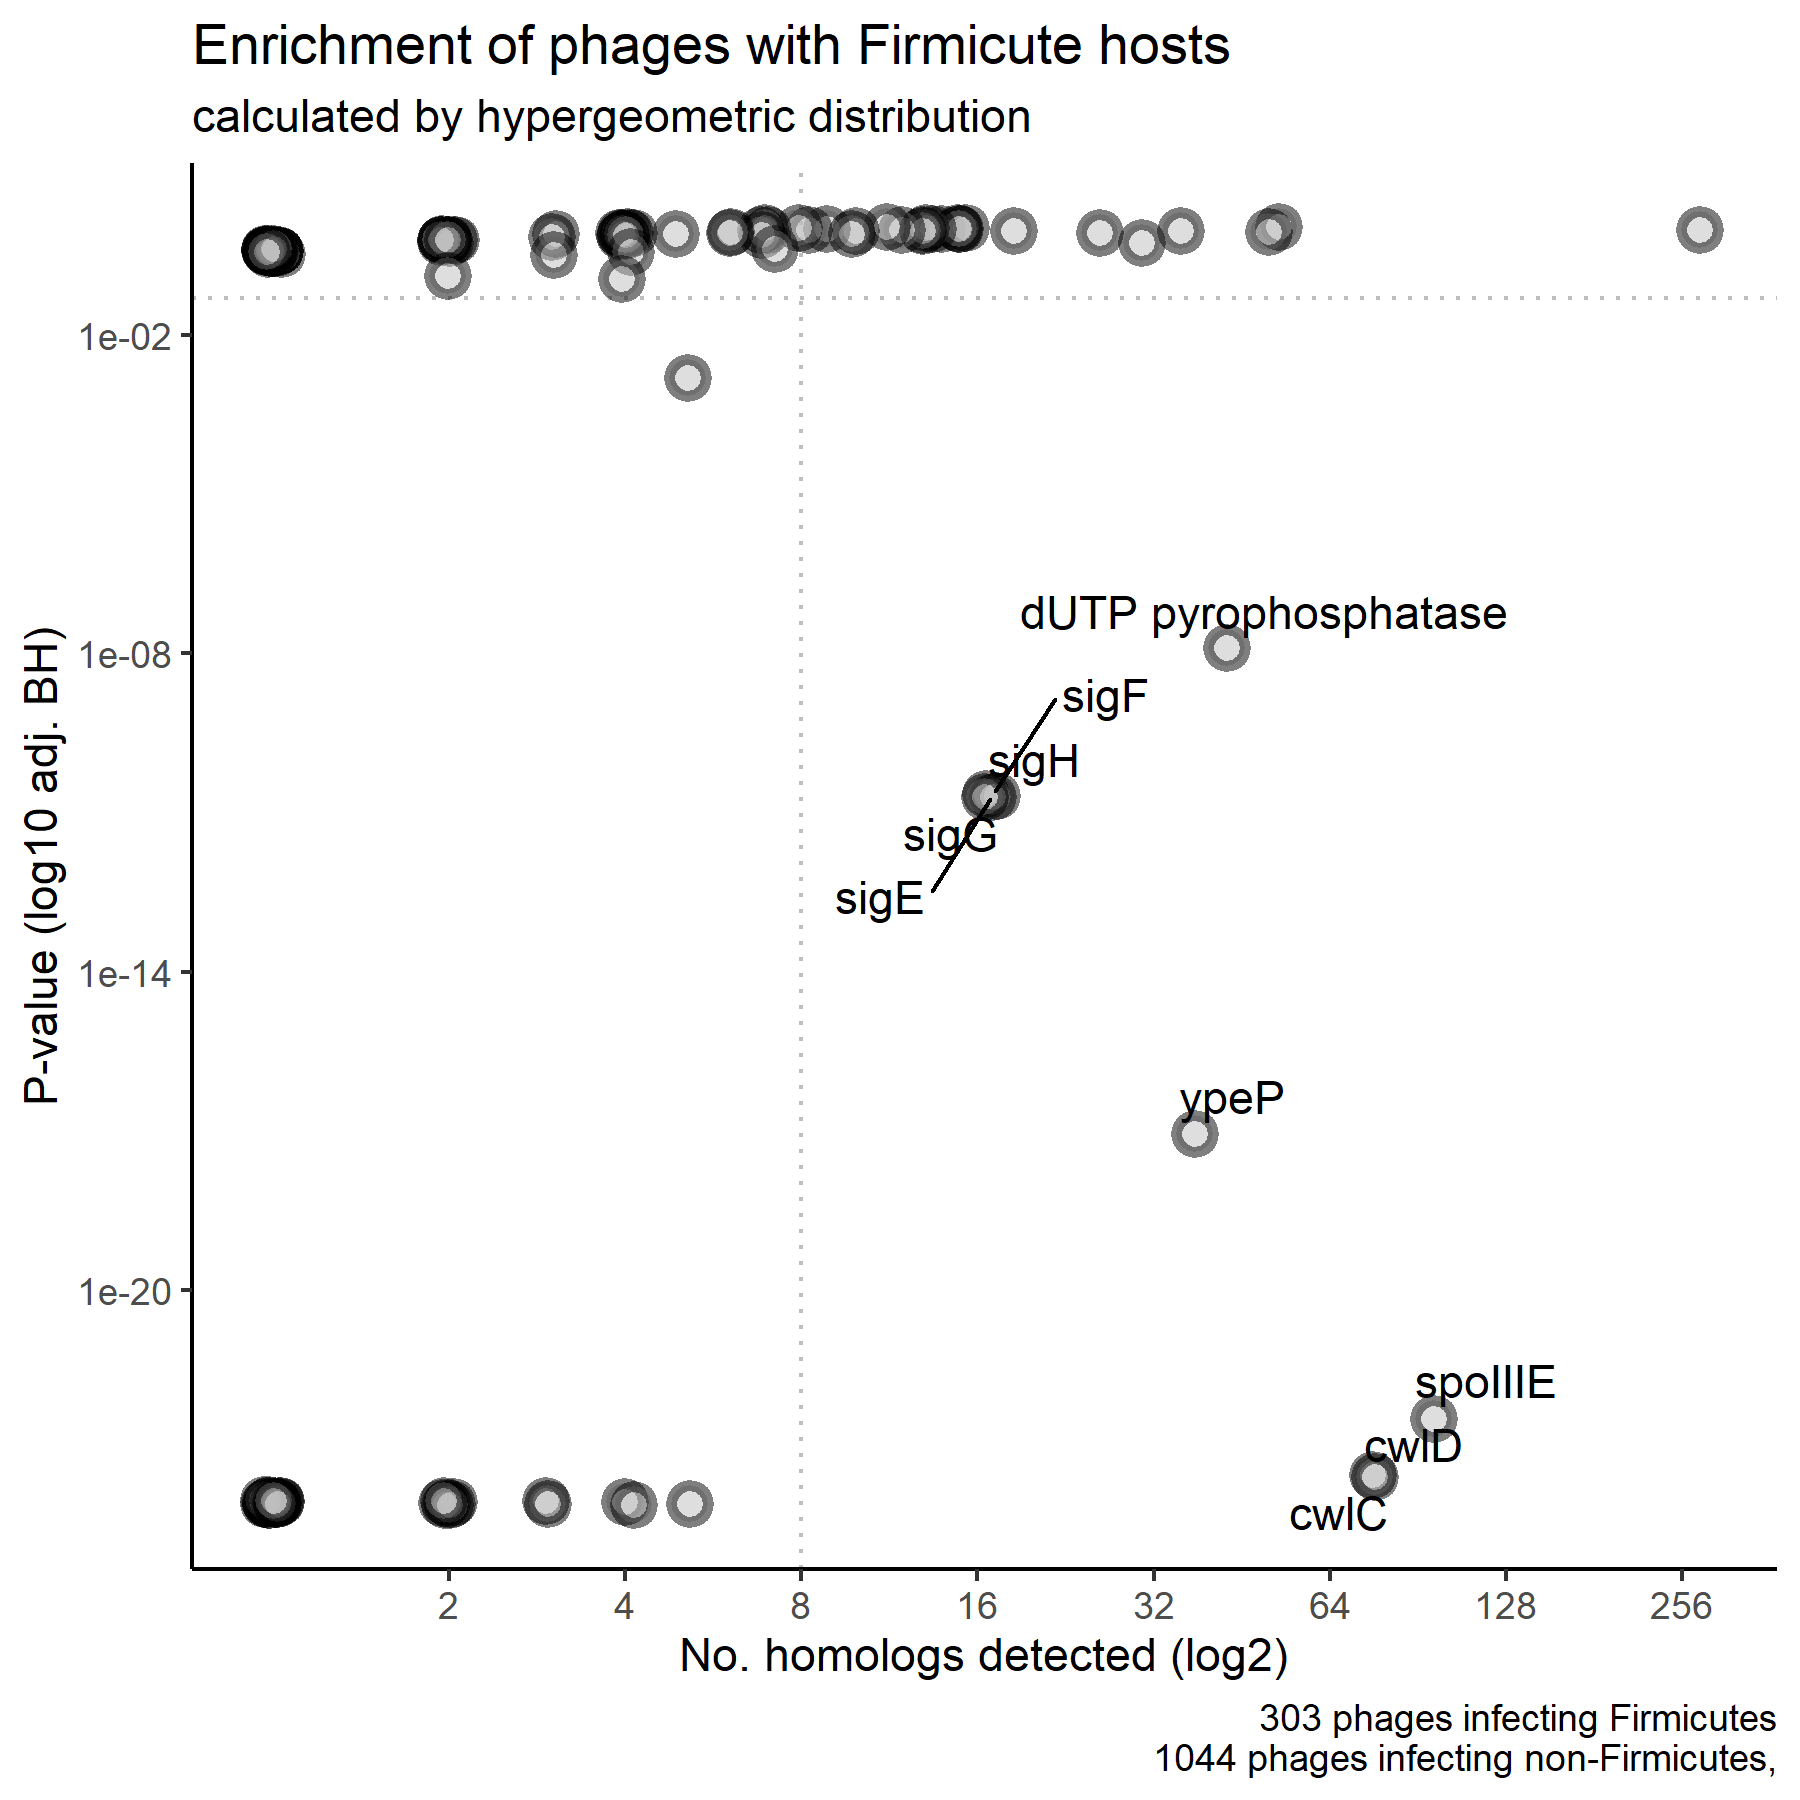 Enrichment of phages with Firmicute hosts
calculated by hypergeometric distribution
P-value (log10 adj. BH)
1e-02
1e-08
1e-14
1e-20
dUTP pyrophosphatase
sigF
sigH
sigG
sigE
ypeP
spoIIIE
cwlD
cwlC
2 4 8 16 32 64 128 256
No. homologs detected (log2)
303 phages infecting Firmicutes
1044 phages infecting non-Firmicutes,